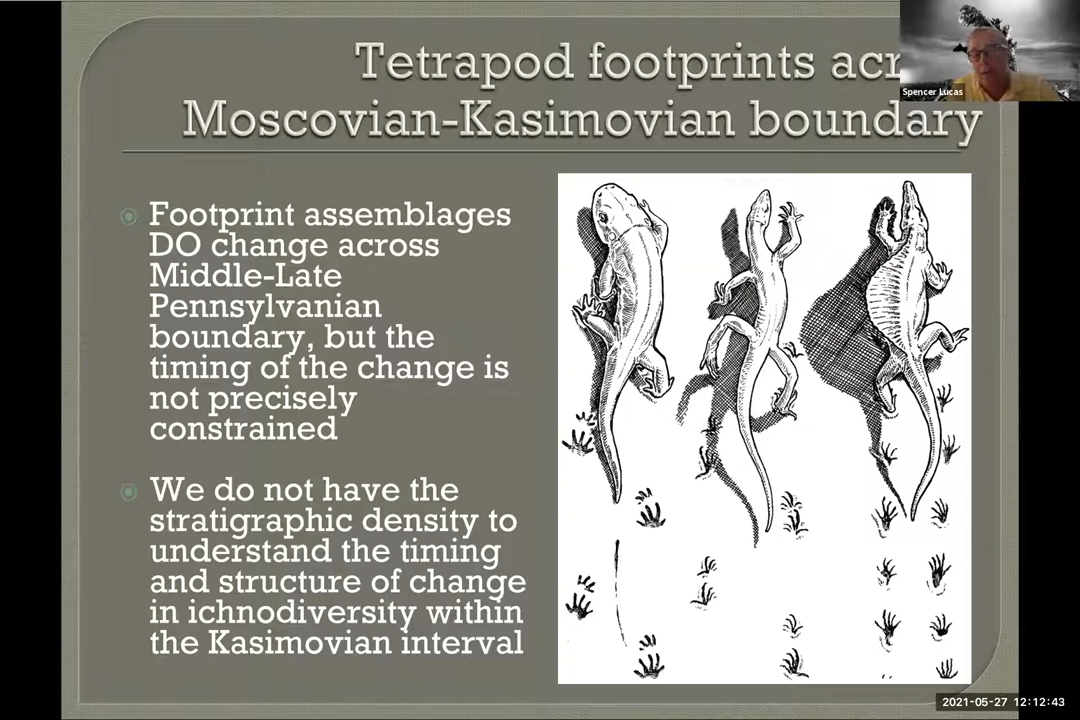 Tetrapod footprints acr
Moscovian-Kasimovian boundary
Spencer Lucas
Footprint assemblages
DO change across
Middle-Late
Pennsylvanian
boundary, but the
timing of the change is
not precisely
constrained
We do not have the
stratigraphic density to
understand the timing
and structure of change
in ichnodiversity within
the Kasimovian interval
2021-05-27 12:12:43